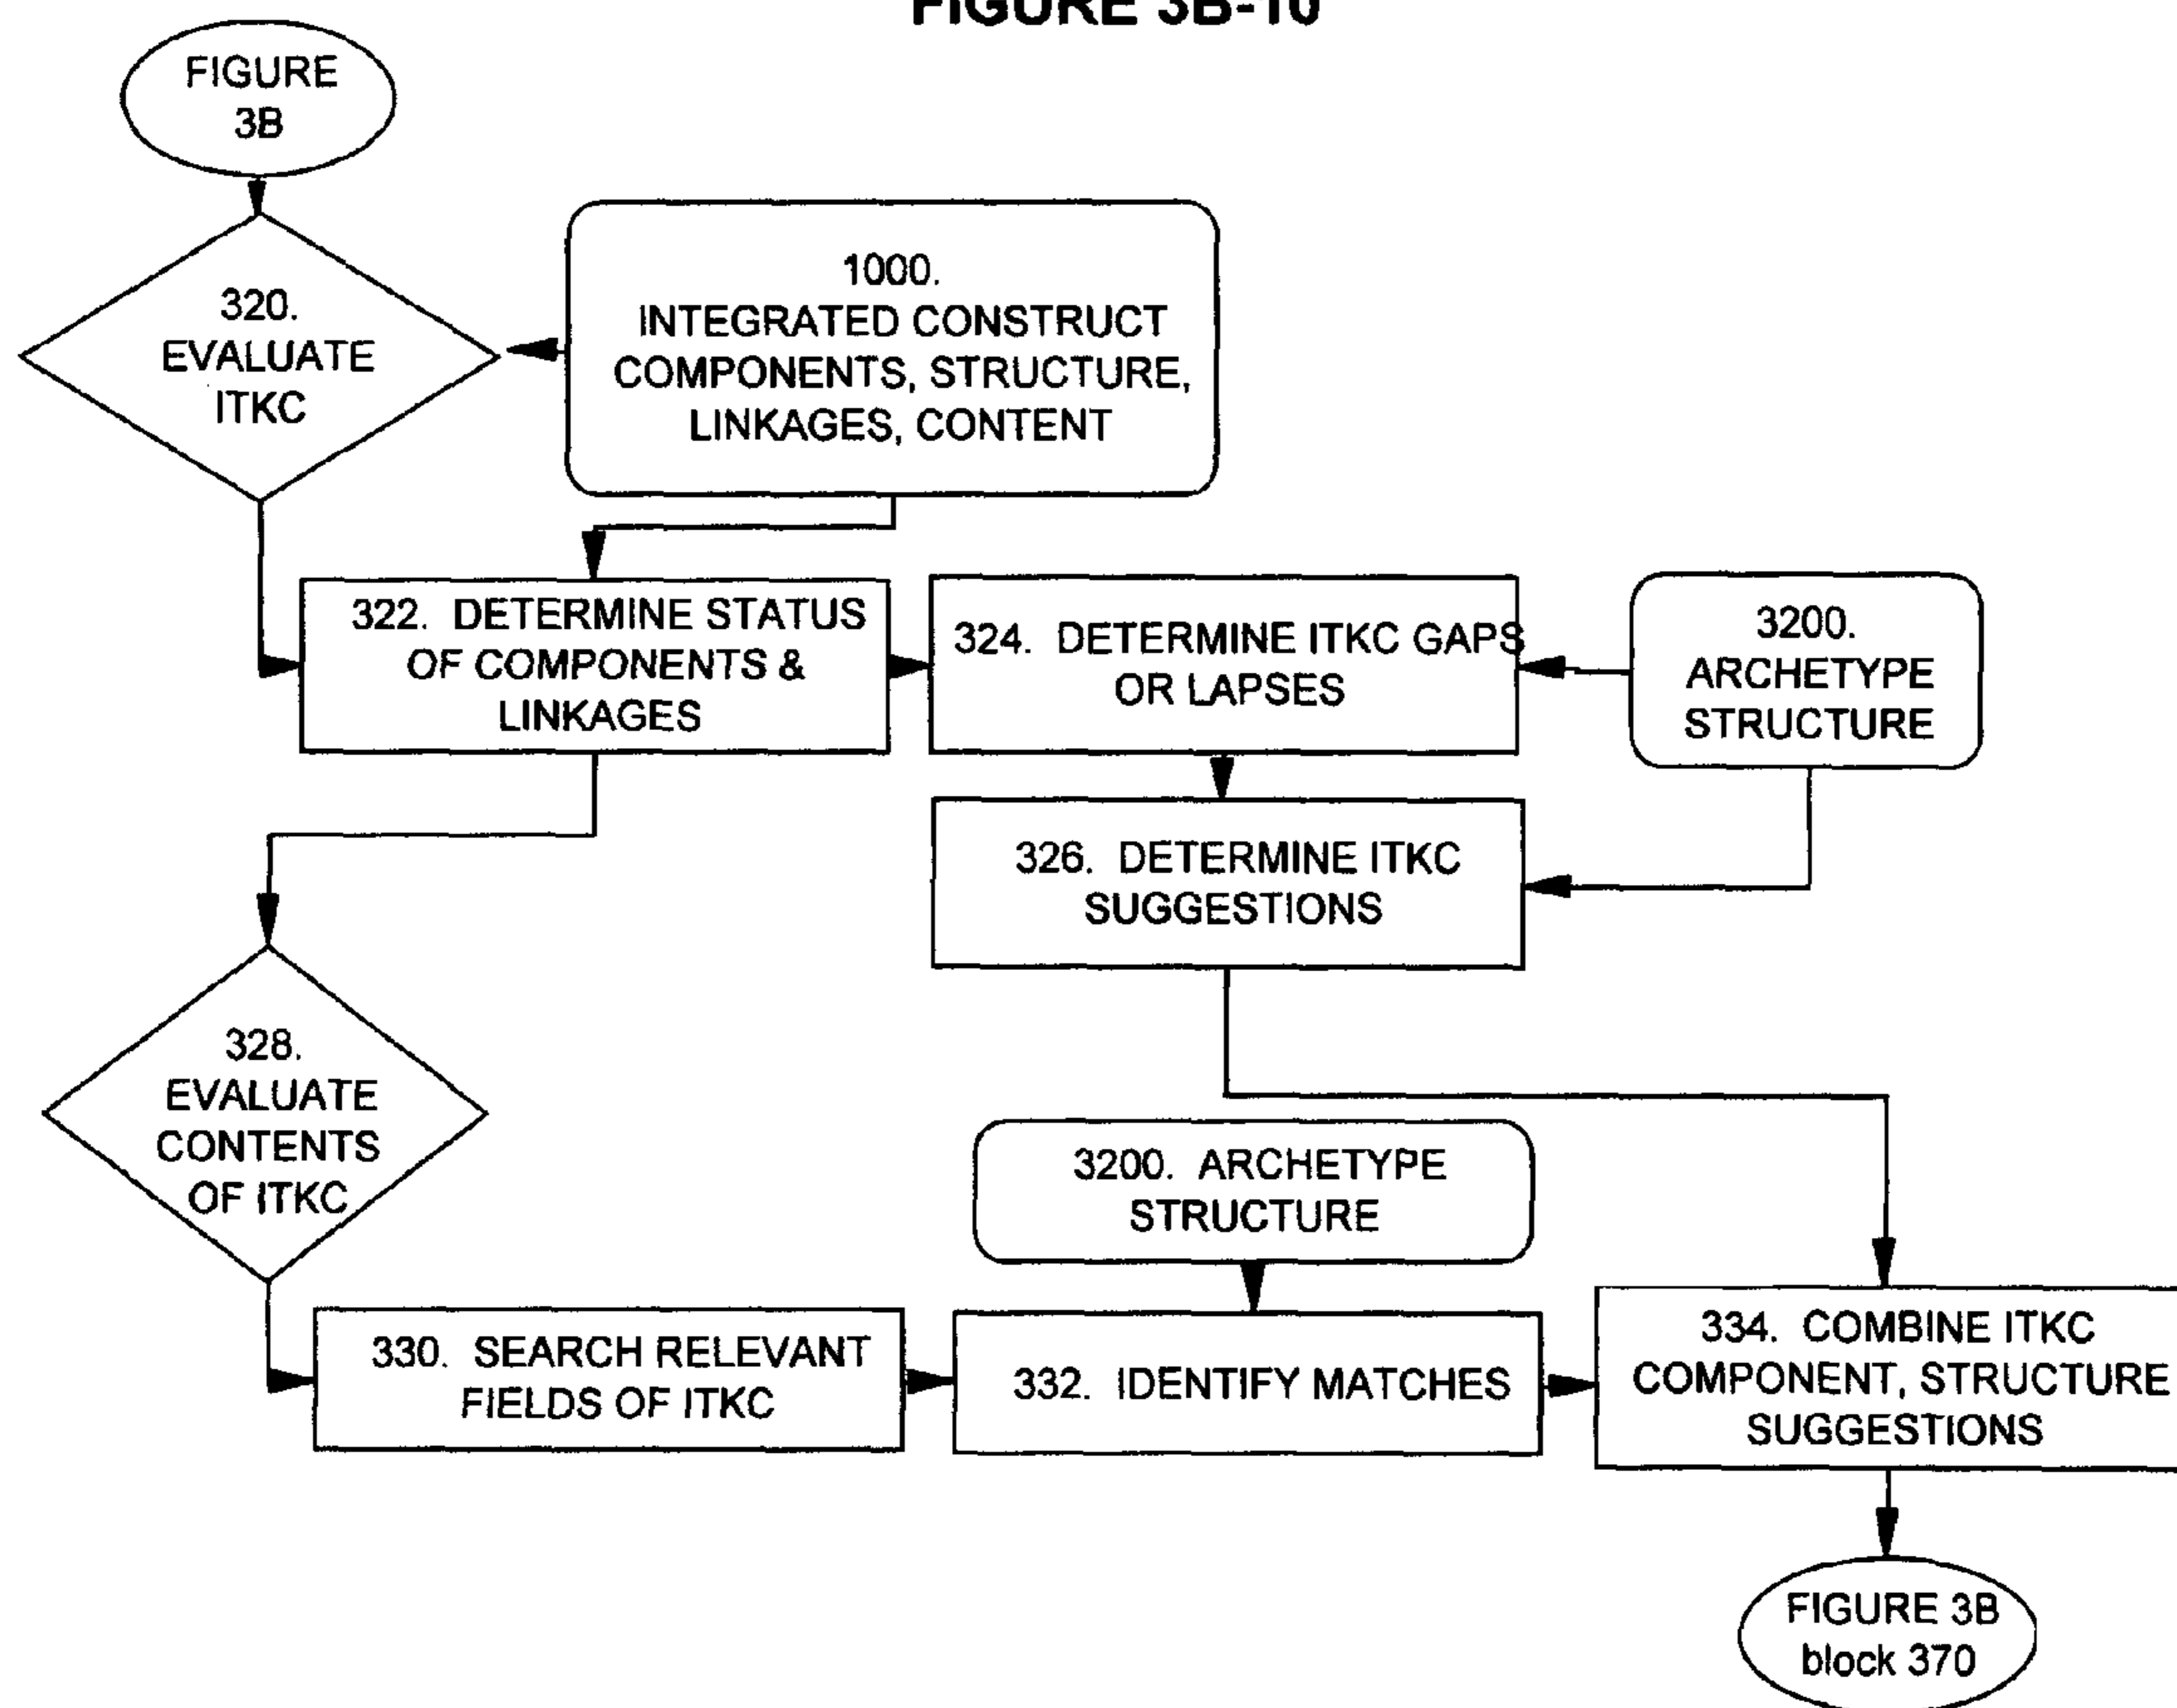 FIGURE 3B-10
FIGURE
3B
320.
EVALUATE
ITKC
1000.
INTEGRATED CONSTRUCT
COMPONENTS, STRUCTURE,
LINKAGES, CONTENT
322. DETERMINE STATUS
OF COMPONENTS &
LINKAGES
324. DETERMINE ITKC GAPS
OR LAPSES
3200.
ARCHETYPE
STRUCTURE
326. DETERMINE ITKC
SUGGESTIONS
328.
EVALUATE
CONTENTS
OF ITKC
3200. ARCHETYPE
STRUCTURE
330. SEARCH RELEVANT
FIELDS OF ITKC
332. IDENTIFY MATCHES
334. COMBINE ITKC
COMPONENT, STRUCTURE
SUGGESTIONS
FIGURE 3B
block 370